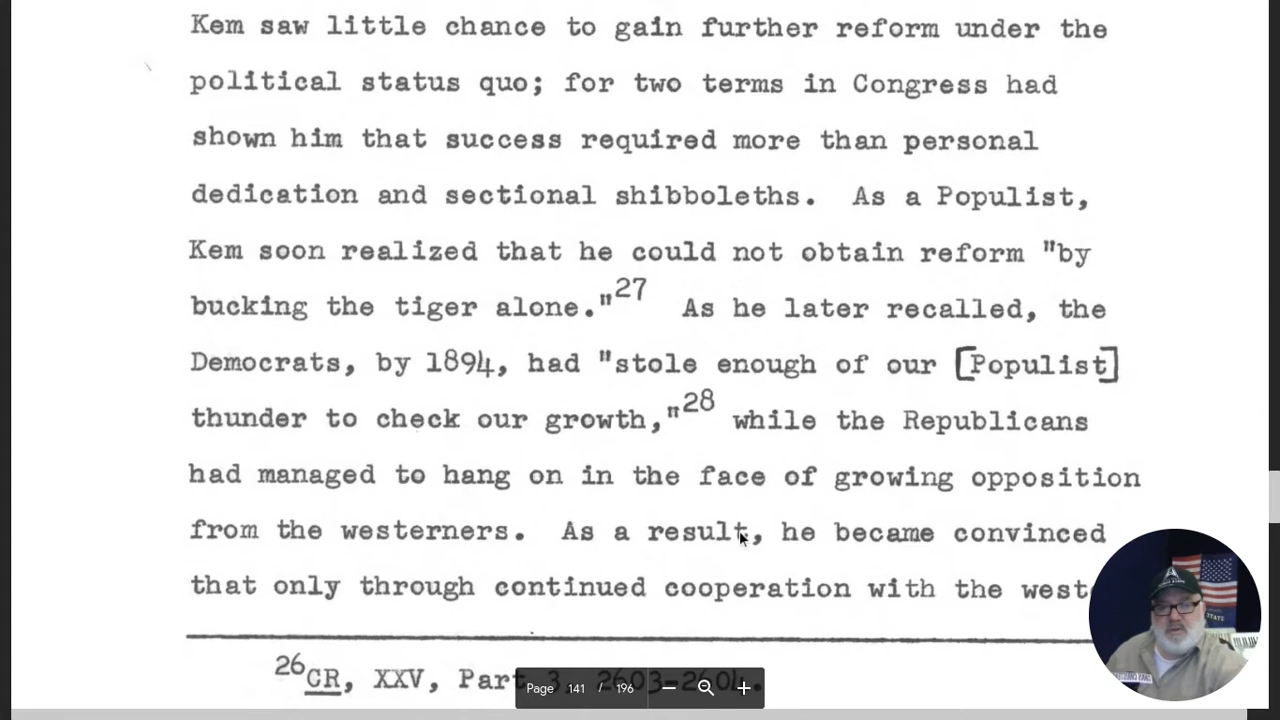 Kem saw little chance to gain further reform under the
political status quo; for two terms in Congress had
shown him that success required more than personal
dedication and sectional shibboleths. As a Populist,
Kem soon realized that he could not obtain reform "by
bucking the tiger alone."27 As he later recalled, the
Democrats, by 1894, had "stole enough of our [Populist]
thunder to check our growth,"28 while the Republicans
had managed to hang on in the face of growing opposition
from the westerners. As a result, he became convinced
that only through continued cooperation with the west
26CR, XXV, Part 3, 2603-2604.
Page 141 / 196